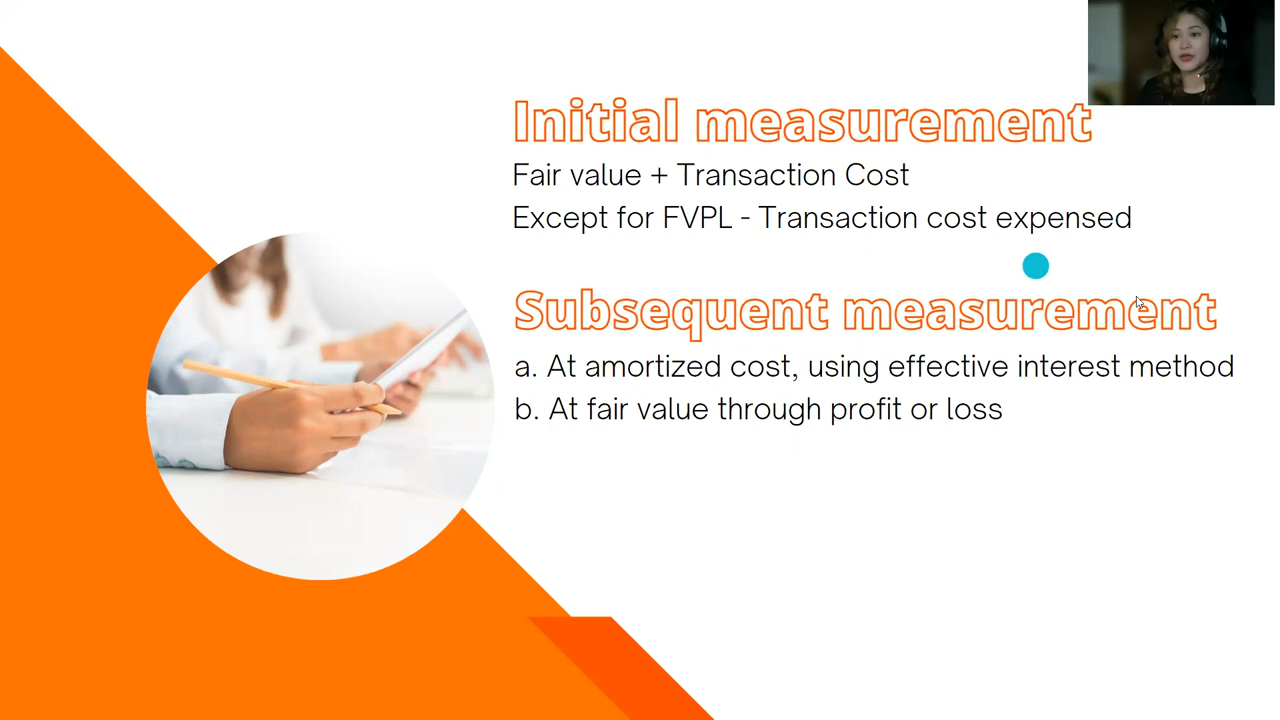 Initial measurement
Fair value + Transaction Cost
Except for FVPL - Transaction cost expensed
Subsequent measurement
a. At amortized cost, using effective interest method
b. At fair value through profit or loss